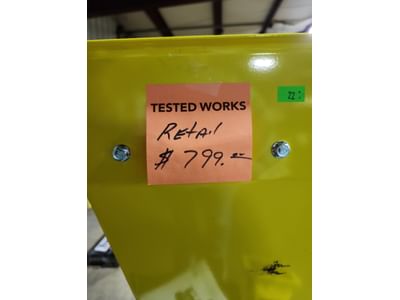 TESTED WORKS
Retail
$ 799.00